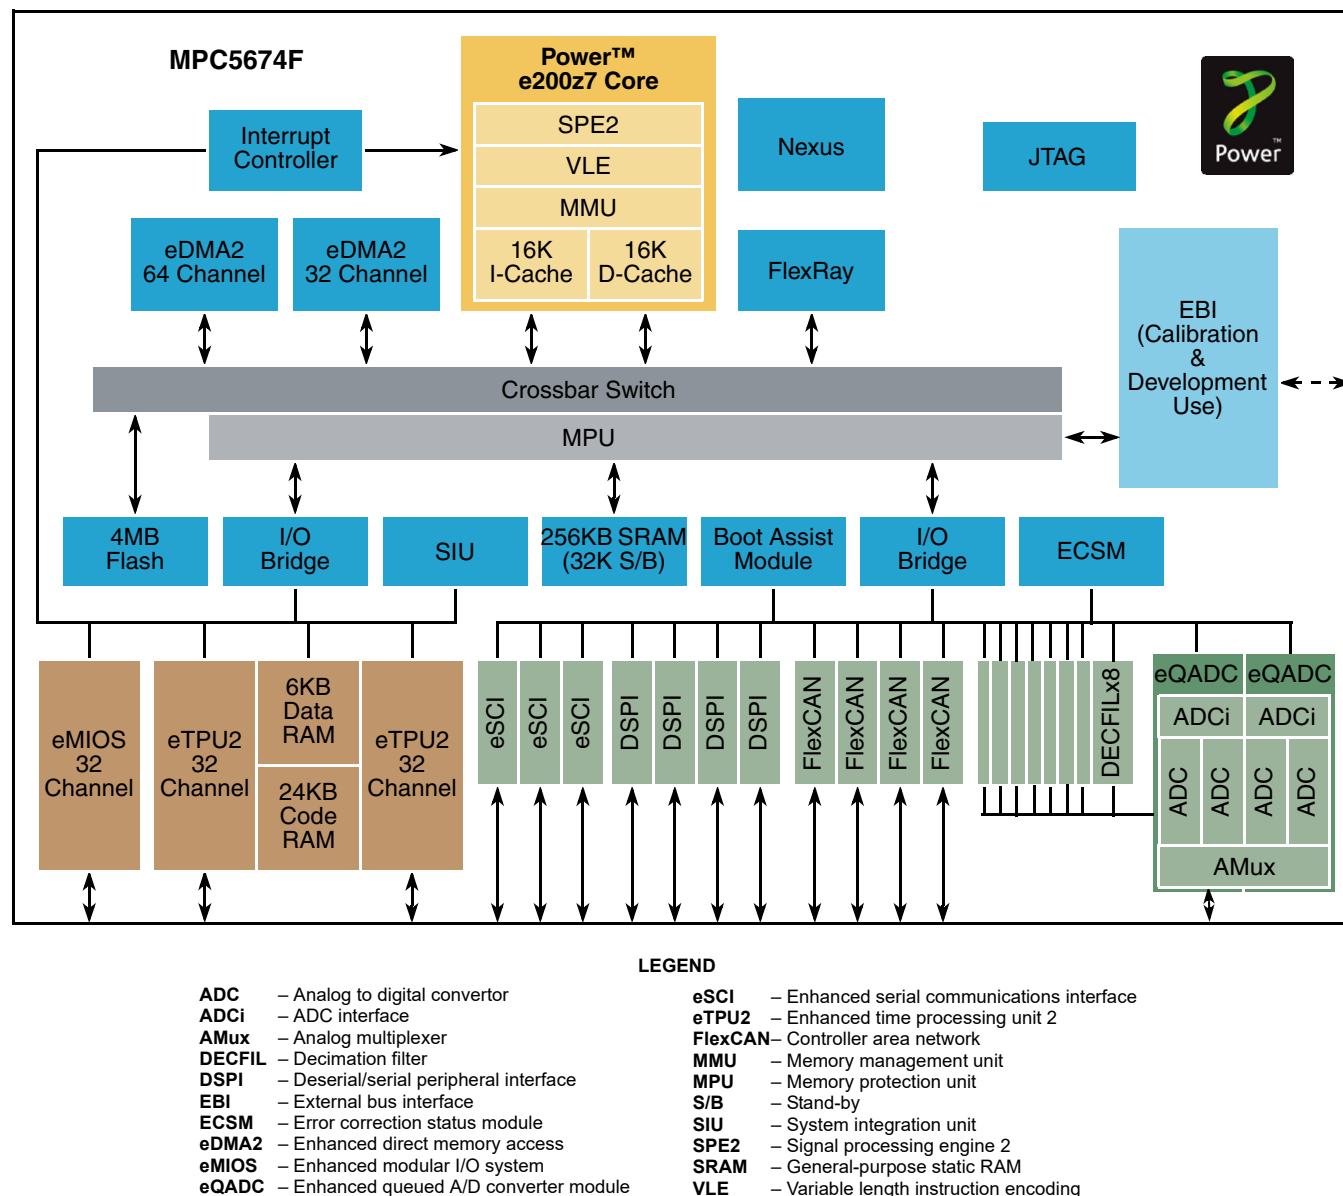 MPC5674F
Power™
e200z7 Core
SPE2
VLE
MMU
16K
I-Cache
16K
D-Cache
Interrupt
Controller
Nexus
JTAG
Power™
eDMA2
64 Channel
eDMA2
32 Channel
FlexRay
EBI
(Calibration
&
Development
Use)
Crossbar Switch
MPU
4MB
Flash
I/O
Bridge
SIU
256KB SRAM
(32K S/B)
Boot Assist
Module
I/O
Bridge
ECSM
eMIOS
32
Channel
eTPU2
32
Channel
6KB
Data
RAM
24KB
Code
RAM
eTPU2
32
Channel
eSCI
eSCI
eSCI
DSPI
DSPI
DSPI
DSPI
FlexCAN
FlexCAN
FlexCAN
FlexCAN
DECFILx8
eQADC
eQADC
ADCi
ADCi
ADC
ADC
ADC
ADC
AMux
LEGEND
ADC – Analog to digital convertor
ADCi – ADC interface
AMux – Analog multiplexer
DECFIL – Decimation filter
DSPI – Deserial/serial peripheral interface
EBI – External bus interface
ECSM – Error correction status module
eDMA2 – Enhanced direct memory access
eMIOS – Enhanced modular I/O system
eQADC – Enhanced queued A/D converter module
eSCI – Enhanced serial communications interface
eTPU2 – Enhanced time processing unit 2
FlexCAN – Controller area network
MMU – Memory management unit
MPU – Memory protection unit
S/B – Stand-by
SIU – System integration unit
SPE2 – Signal processing engine 2
SRAM – General-purpose static RAM
VLE – Variable length instruction encoding